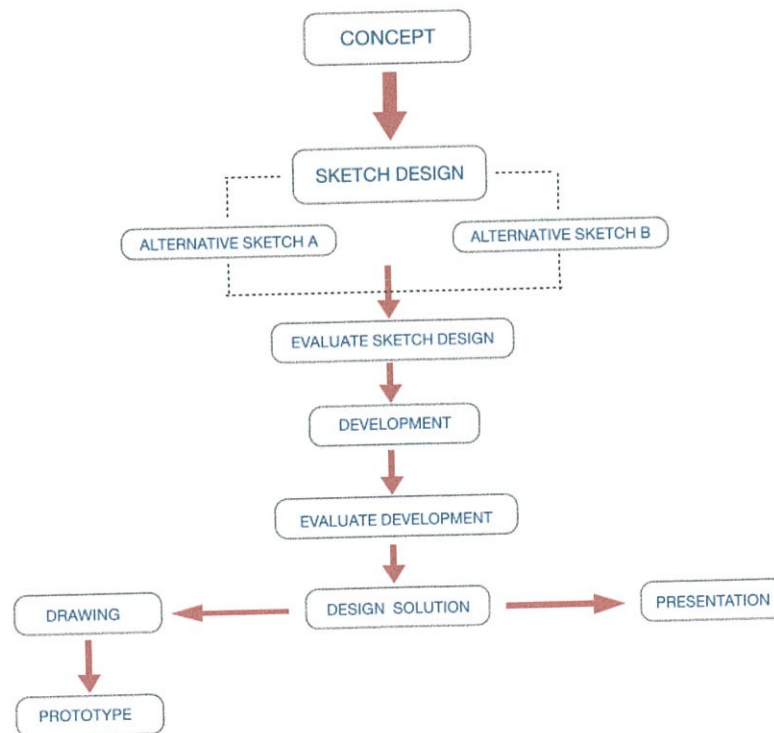 CONCEPT
SKETCH DESIGN
ALTERNATIVE SKETCH A
ALTERNATIVE SKETCH B
EVALUATE SKETCH DESIGN
DEVELOPMENT
EVALUATE DEVELOPMENT
DRAWING
DESIGN SOLUTION
PRESENTATION
PROTOTYPE